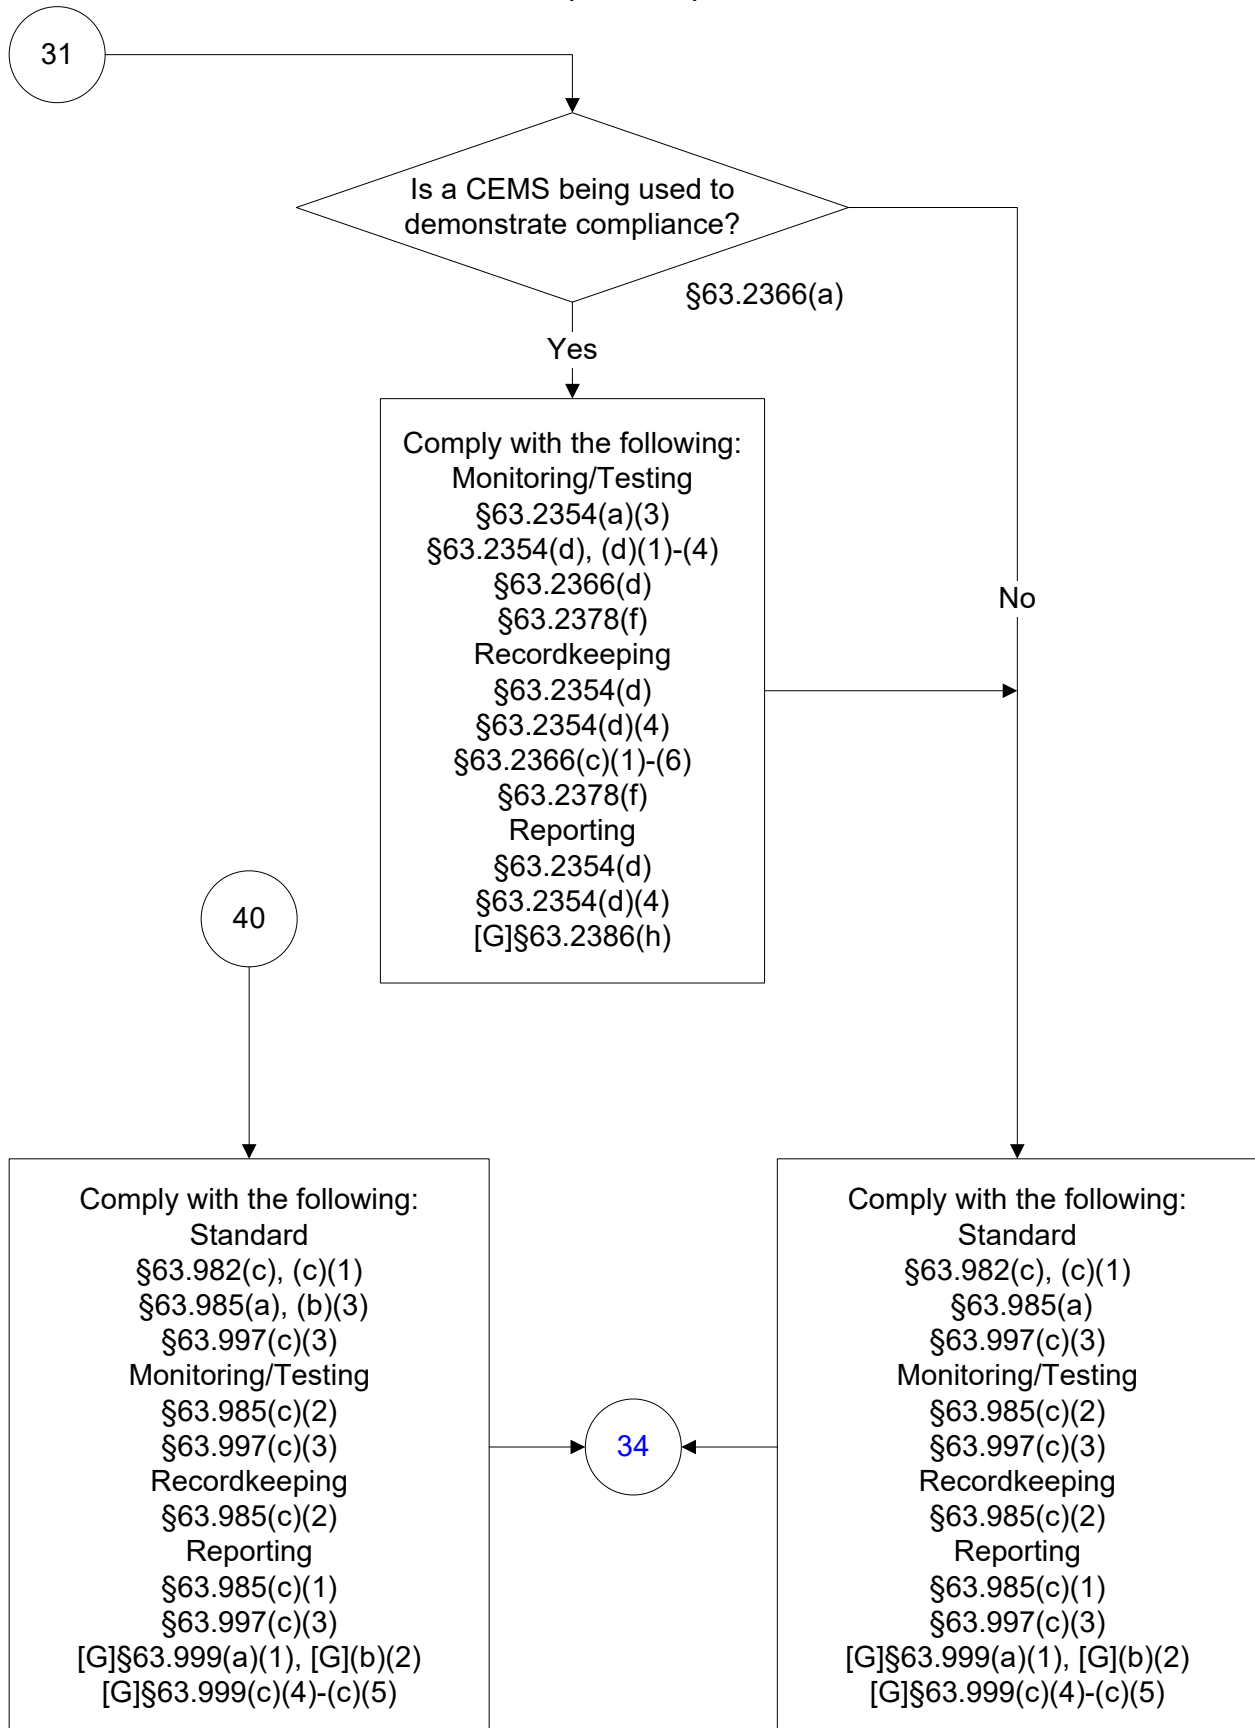 31
Is a CEMS being used to
demonstrate compliance?
§63.2366(a)
Yes
Comply with the following:
Monitoring/Testing
§63.2354(a)(3)
§63.2354(d), (d)(1)-(4)
§63.2366(d)
§63.2378(f)
Recordkeeping
§63.2354(d)
§63.2354(d)(4)
§63.2366(c)(1)-(6)
§63.2378(f)
Reporting
§63.2354(d)
§63.2354(d)(4)
[G]§63.2386(h)
No
40
Comply with the following:
Standard
§63.982(c), (c)(1)
§63.985(a), (b)(3)
§63.997(c)(3)
Monitoring/Testing
§63.985(c)(2)
§63.997(c)(3)
Recordkeeping
§63.985(c)(2)
Reporting
§63.985(c)(1)
§63.997(c)(3)
[G]§63.999(a)(1), [G](b)(2)
[G]§63.999(c)(4)-(c)(5)
34
Comply with the following:
Standard
§63.982(c), (c)(1)
§63.985(a)
§63.997(c)(3)
Monitoring/Testing
§63.985(c)(2)
§63.997(c)(3)
Recordkeeping
§63.985(c)(2)
Reporting
§63.985(c)(1)
§63.997(c)(3)
[G]§63.999(a)(1), [G](b)(2)
[G]§63.999(c)(4)-(c)(5)